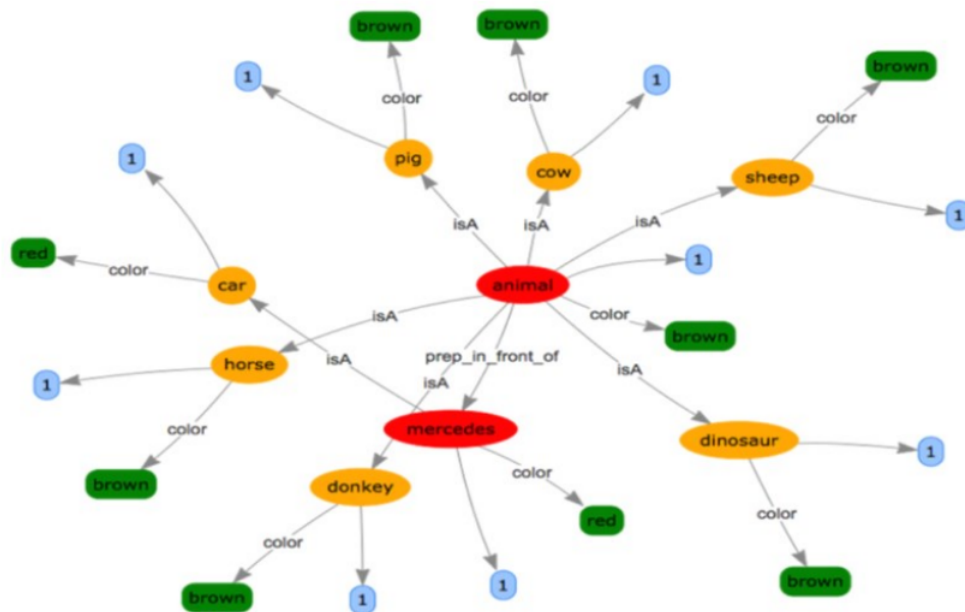 brown
brown
brown
1
1
color
color
color
pig
cow
sheep
1
isA
isA
isA
1
red
color
car
animal
1
color
brown
isA
horse
isA
prep_in_front_of
isA
isA
1
color
mercedes
dinosaur
1
brown
donkey
color
red
color
color
brown
1
1
brown